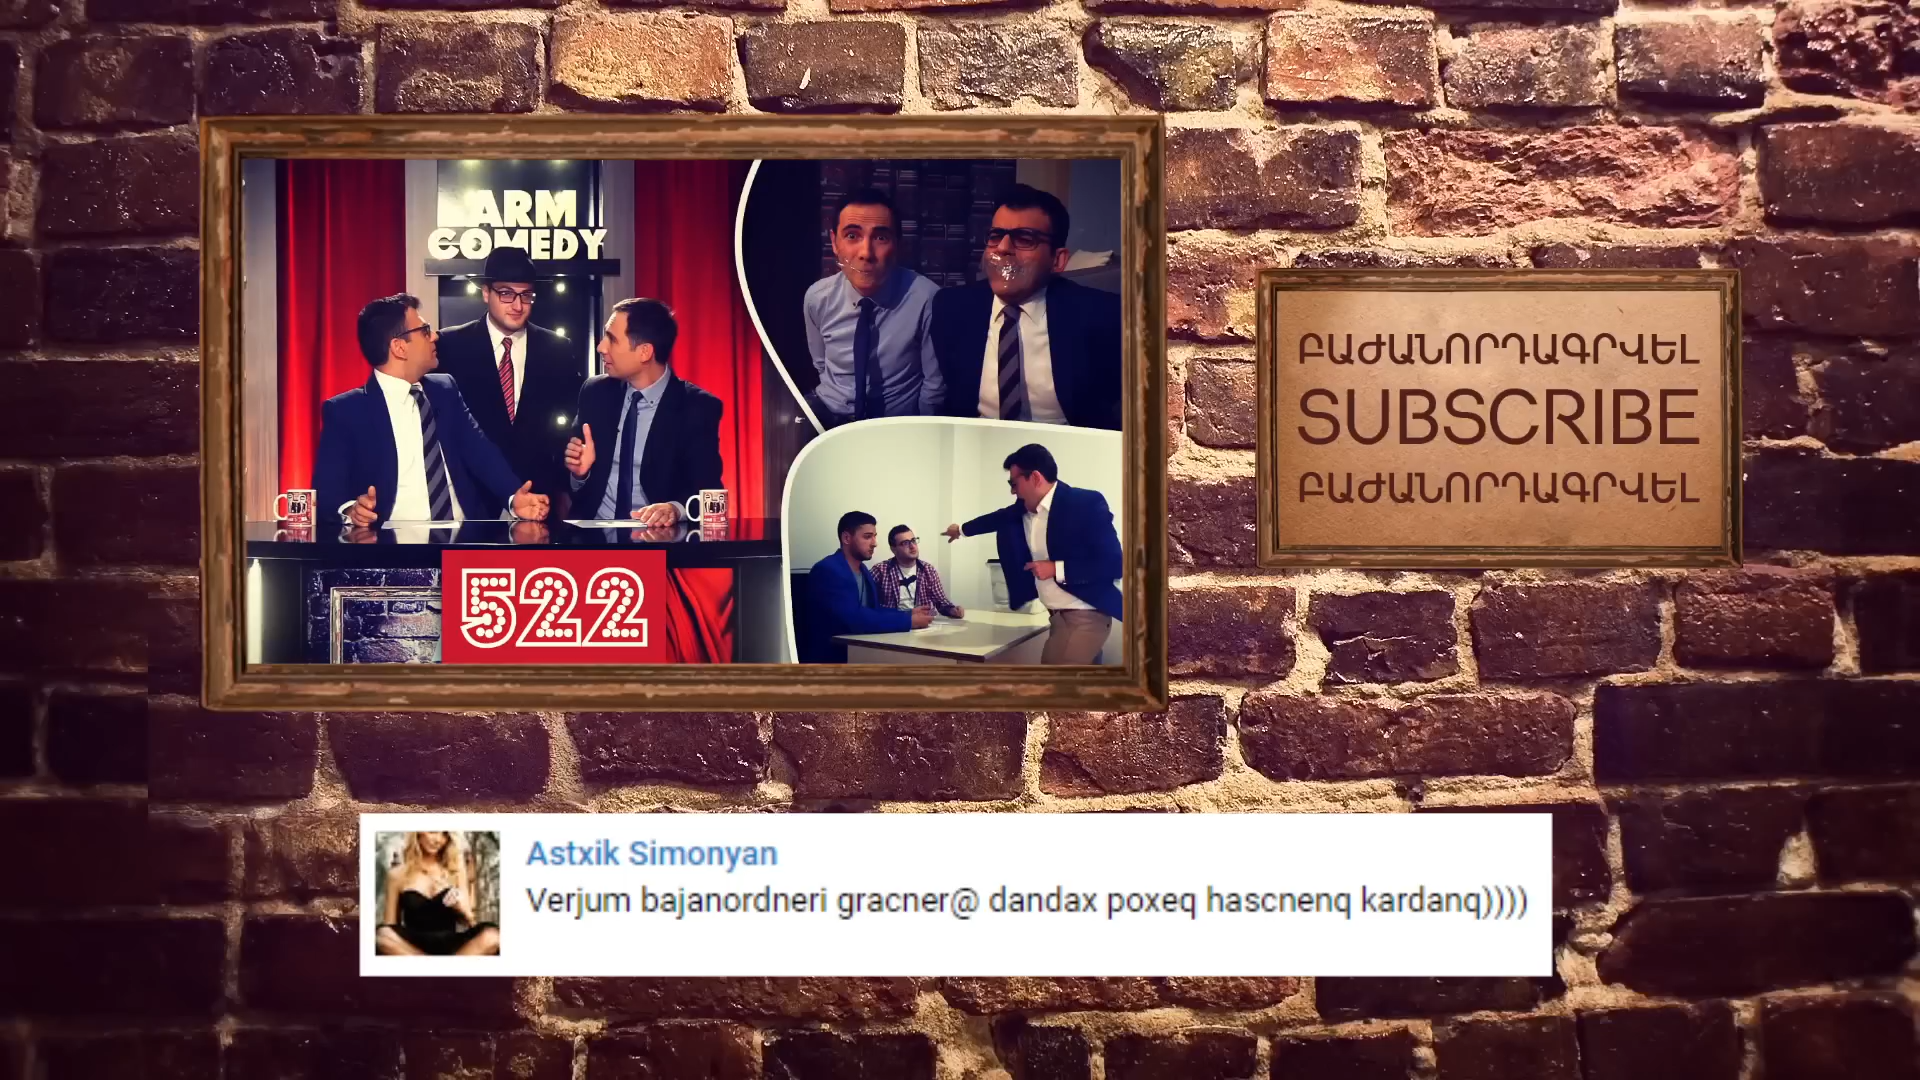 ARM
COMEDY
522
ԲԱԺԱՆՈՐԴԱԳՐՎԵԼ
SUBSCRIBE
ԲԱԺԱՆՈՐԴԱԳՐՎԵԼ
Astxik Simonyan
Verjum bajanordneri gracner@ dandax poxeq hascnenq kardanq))))